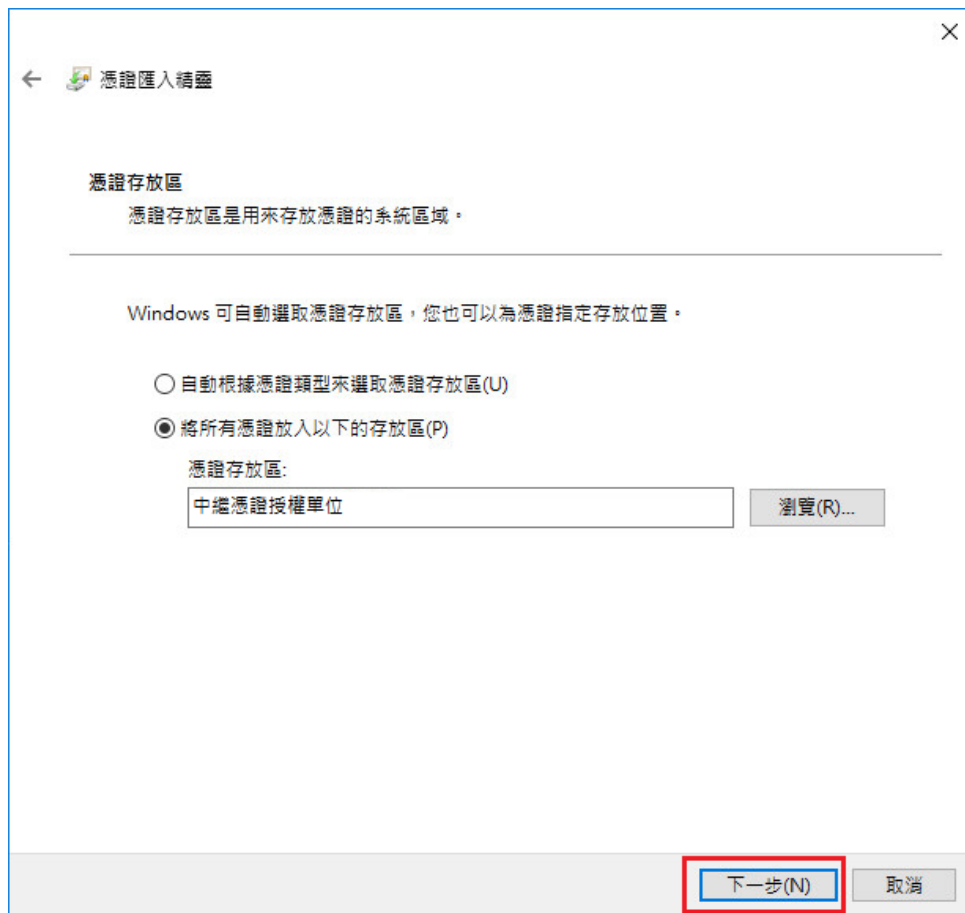 憑證匯入精靈
憑證存放區
憑證存放區是用來存放憑證的系統區域。
Windows 可自動選取憑證存放區，您也可以為憑證指定存放位置。
自動根據憑證類型來選取憑證存放區(U)
將所有憑證放入以下的存放區(P)
憑證存放區:
中繼憑證授權單位
瀏覽(R)...
下一步(N)
取消